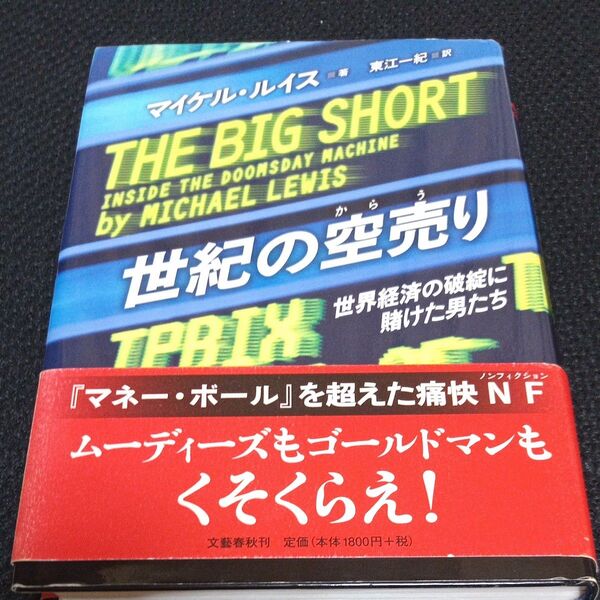 マイケル・ルイス 著 東江一紀 訳
THE BIG SHORT
INSIDE THE DOOMSDAY MACHINE
by MICHAEL LEWIS
からう
世紀の空売り
世界経済の破綻に
賭けた男たち
TPBIX
ノンフィクション
『マネー・ボール』を超えた痛快NF
ムーディーズもゴールドマンも
くそくらえ!
文藝春秋刊 定価(本体1800円+税)